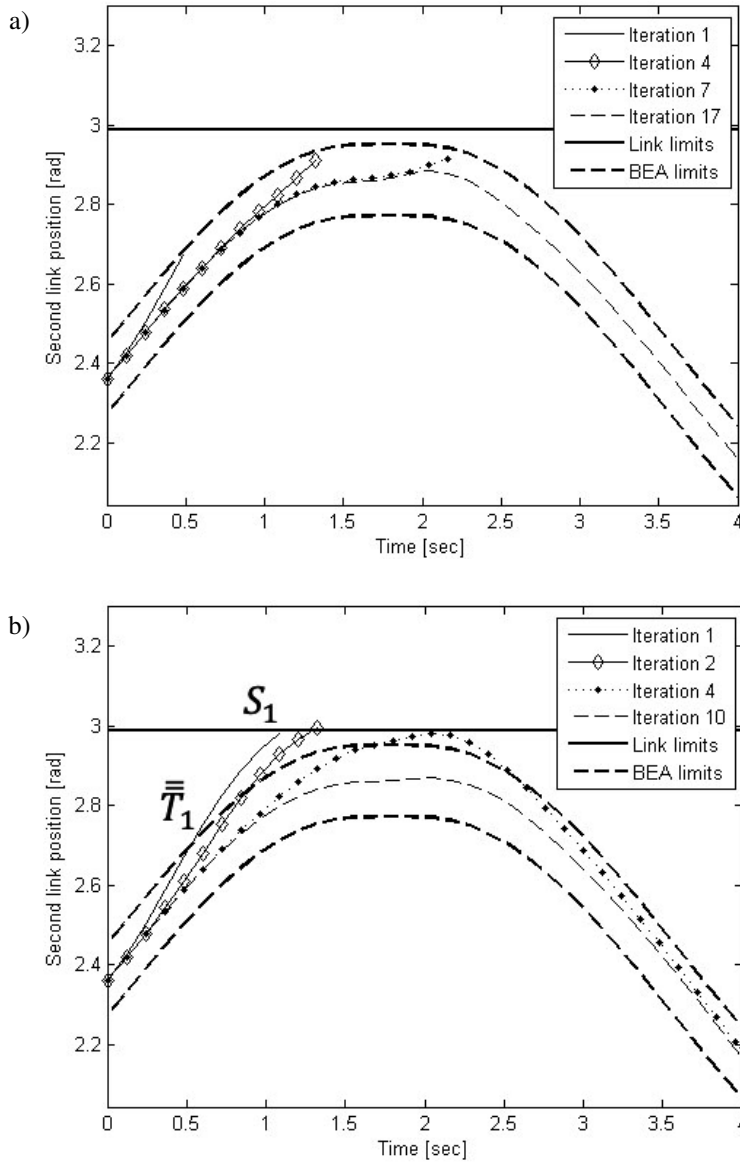 a)
3.2
3
2.8
2.6
2.4
2.2
Second link position [rad]
Iteration 1
Iteration 4
Iteration 7
Iteration 17
Link limits
BEA limits
0 0.5 1 1.5 2 2.5 3 3.5 4
Time [sec]
b)
3.2
3
2.8
2.6
2.4
2.2
Second link position [rad]
S₁
T̿₁
Iteration 1
Iteration 2
Iteration 4
Iteration 10
Link limits
BEA limits
0 0.5 1 1.5 2 2.5 3 3.5 4
Time [sec]